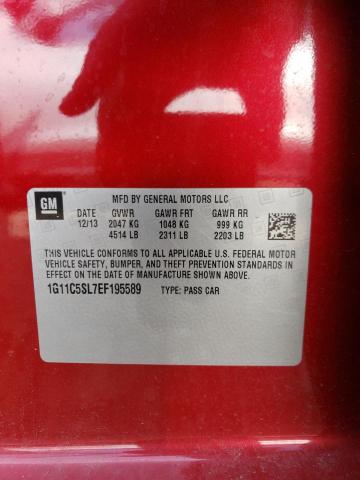 MFD BY GENERAL MOTORS LLC
GM DATE GVWR GAWR FRT GAWR RR
12/13 2047 KG 1048 KG 999 KG
4514 LB 2311 LB 2203 LB
THIS VEHICLE CONFORMS TO ALL APPLICABLE U.S. FEDERAL MOTOR
VEHICLE SAFETY, BUMPER, AND THEFT PREVENTION STANDARDS
IN EFFECT ON THE DATE OF MANUFACTURE SHOWN ABOVE.
1G11C5SL7EF195589 TYPE: PASS CAR